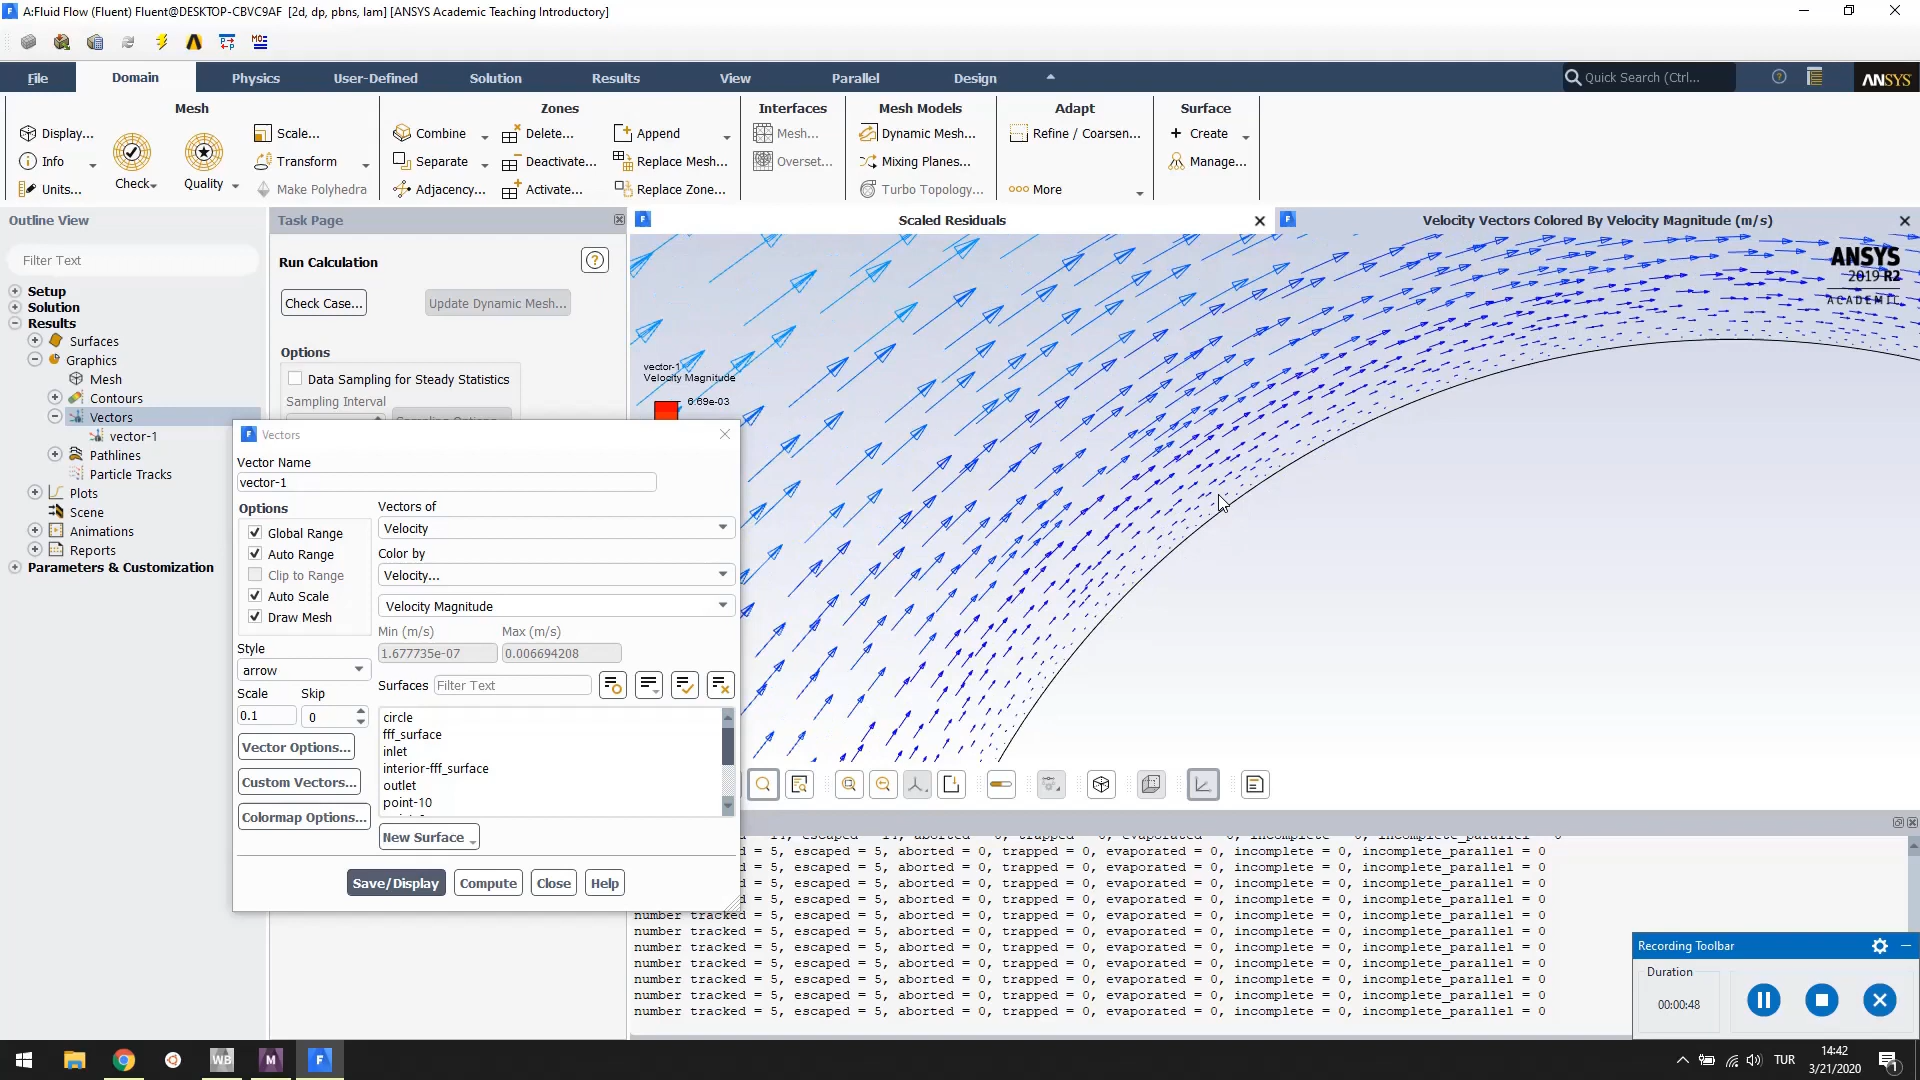 A:Fluid Flow (Fluent) Fluent@DESKTOP-CBVC9AF [2d, dp, pbns, lam] [ANSYS Academic Teaching Introductory]
File Domain Physics User-Defined Solution Results View Parallel Design Quick Search (Ctrl... ANSYS
Mesh
Display...
Info
Units...
Check
Quality
Scale...
Transform
Make Polyhedra
Zones
Combine
Separate
Adjacency...
Delete...
Deactivate...
Activate...
Append
Replace Mesh...
Replace Zone...
Interfaces
Mesh...
Overset...
Mesh Models
Dynamic Mesh...
Mixing Planes...
Turbo Topology...
Adapt
Refine / Coarsen...
More
Surface
Create
Manage...
Outline View
Filter Text
Setup
Solution
Results
Surfaces
Graphics
Mesh
Contours
Vectors
vector-1
Pathlines
Particle Tracks
Plots
Scene
Animations
Reports
Parameters & Customization
Task Page
Run Calculation
Check Case...
Update Dynamic Mesh...
Options
Data Sampling for Steady Statistics
Sampling Interval
Scaled Residuals
Velocity Vectors Colored By Velocity Magnitude (m/s)
ANSYS
2019 R2
ACADEMIC
vector-1
Velocity Magnitude
6.69e-03
Vectors
Vector Name
vector-1
Options
Global Range
Auto Range
Clip to Range
Auto Scale
Draw Mesh
Style
arrow
Scale
0.1
Skip
0
Vector Options...
Custom Vectors...
Colormap Options...
Vectors of
Velocity
Color by
Velocity...
Velocity Magnitude
Min (m/s)
1.677735e-07
Max (m/s)
0.006694208
Surfaces
Filter Text
circle
fff_surface
inlet
interior-fff_surface
outlet
point-10
New Surface
Save/Display
Compute
Close
Help
d = 5, escaped = 5, aborted = 0, trapped = 0, evaporated = 0, incomplete = 0, incomplete_parallel = 0
d = 5, escaped = 5, aborted = 0, trapped = 0, evaporated = 0, incomplete = 0, incomplete_parallel = 0
d = 5, escaped = 5, aborted = 0, trapped = 0, evaporated = 0, incomplete = 0, incomplete_parallel = 0
d = 5, escaped = 5, aborted = 0, trapped = 0, evaporated = 0, incomplete = 0, incomplete_parallel = 0
number tracked = 5, escaped = 5, aborted = 0, trapped = 0, evaporated = 0, incomplete = 0, incomplete_parallel = 0
number tracked = 5, escaped = 5, aborted = 0, trapped = 0, evaporated = 0, incomplete = 0, incomplete_parallel = 0
number tracked = 5, escaped = 5, aborted = 0, trapped = 0, evaporated = 0, incomplete = 0, incomplete_parallel = 0
number tracked = 5, escaped = 5, aborted = 0, trapped = 0, evaporated = 0, incomplete = 0, incomplete_parallel = 0
number tracked = 5, escaped = 5, aborted = 0, trapped = 0, evaporated = 0, incomplete = 0, incomplete_parallel = 0
number tracked = 5, escaped = 5, aborted = 0, trapped = 0, evaporated = 0, incomplete = 0, incomplete_parallel = 0
number tracked = 5, escaped = 5, aborted = 0, trapped = 0, evaporated = 0, incomplete = 0, incomplete_parallel = 0
Recording Toolbar
Duration
00:00:48
WB
M
F
TUR
14:42
3/21/2020
1